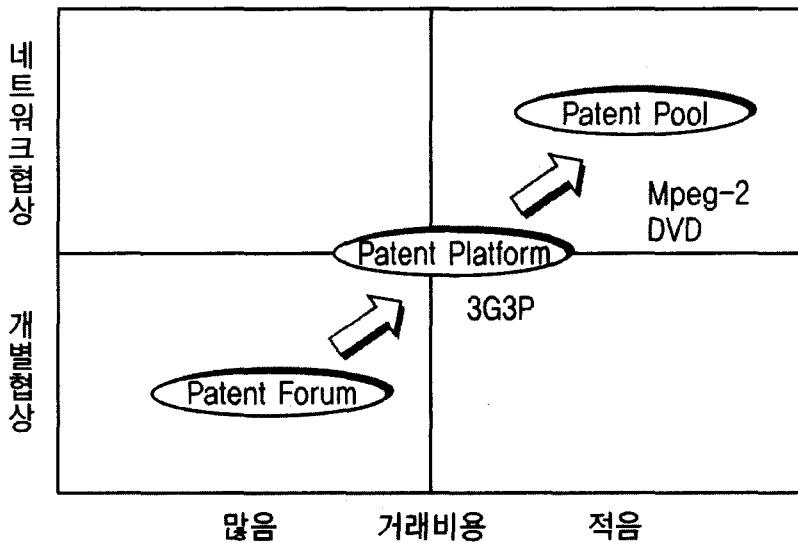 네트워크협상
Patent Pool
Mpeg-2
DVD
Patent Platform
3G3P
개별협상
Patent Forum
많음 거래비용 적음